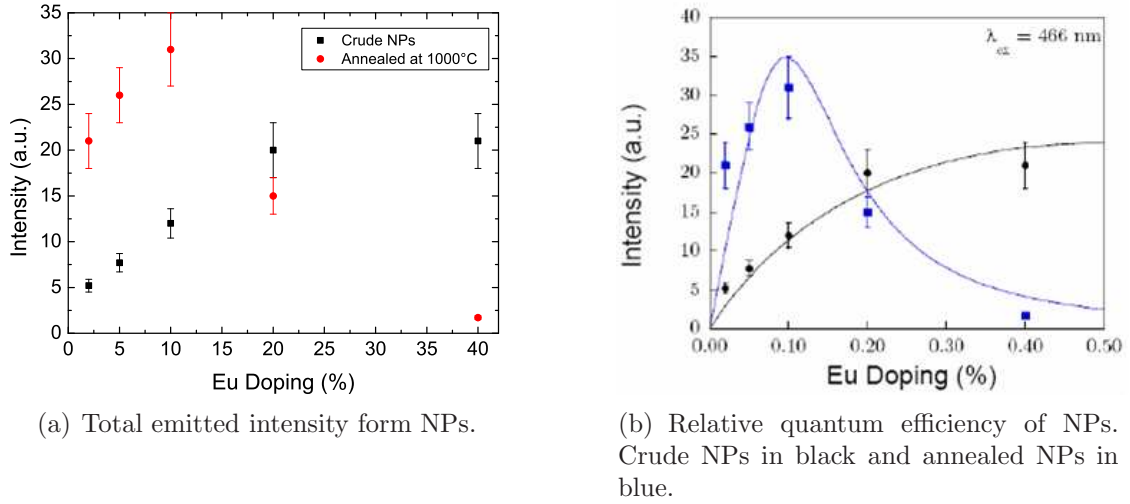 35
30
25
20
15
10
5
0
Intensity (a.u.)
Crude NPs
Annealed at 1000°C
0 5 10 15 20 25 30 35 40
Eu Doping (%)
(a) Total emitted intensity form NPs.
40
35
30
25
20
15
10
5
0
Intensity (a.u.)
λex = 466 nm
0.00 0.10 0.20 0.30 0.40 0.50
Eu Doping (%)
(b) Relative quantum efficiency of NPs.
Crude NPs in black and annealed NPs in
blue.